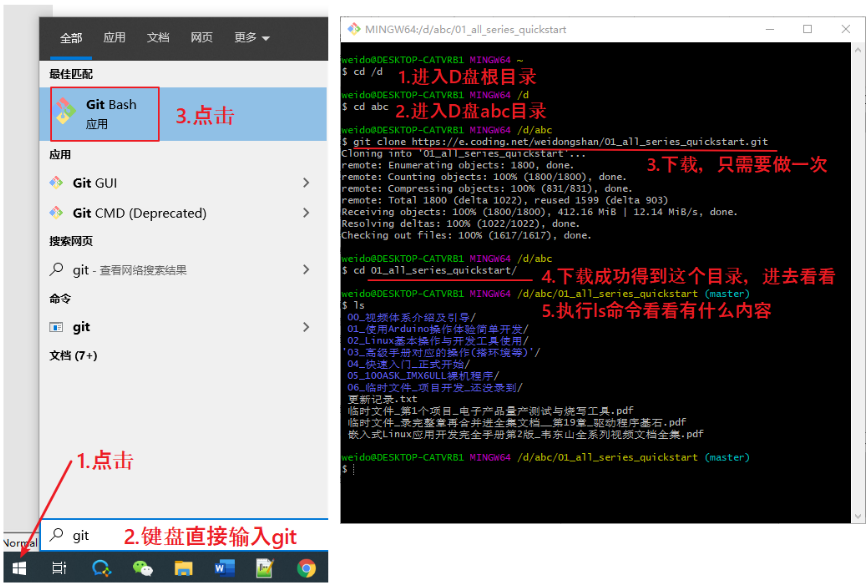 全部 应用 文档 网页 更多
最佳匹配
Git Bash
应用
3.点击
应用
Git GUI
Git CMD (Deprecated)
搜索网页
git - 查看网络搜索结果
命令
git
文档 (7+)
1.点击
Normal
git
2.键盘直接输入git
MINGW64:/d/abc/01_all_series_quickstart
weido@DESKTOP-CATVRB1 MINGW64 ~
$ cd /d
1.进入D盘根目录
weido@DESKTOP-CATVRB1 MINGW64 /d
$ cd abc
2.进入D盘abc目录
weido@DESKTOP-CATVRB1 MINGW64 /d/abc
$ git clone https://e.coding.net/weidongshan/01_all_series_quickstart.git
Cloning into '01_all_series_quickstart'...
3.下载，只需要做一次
remote: Enumerating objects: 1800, done.
remote: Counting objects: 100% (1800/1800), done.
remote: Compressing objects: 100% (831/831), done.
remote: Total 1800 (delta 1022), reused 1599 (delta 903)
Receiving objects: 100% (1800/1800), 412.16 MiB | 12.14 MiB/s, done.
Resolving deltas: 100% (1022/1022), done.
Checking out files: 100% (1617/1617), done.
weido@DESKTOP-CATVRB1 MINGW64 /d/abc
$ cd 01_all_series_quickstart/
4.下载成功得到这个目录，进去看看
weido@DESKTOP-CATVRB1 MINGW64 /d/abc/01_all_series_quickstart (master)
$ ls
5.执行ls命令看看有什么内容
00_视频体系介绍及引导/
01_使用Arduino操作体验简单开发/
02_Linux基本操作与开发工具使用/
'03_高级手册对应的操作(搭环境等)'/
04_快速入门_正式开始/
05_100ASK_IMX6ULL裸机程序/
06_临时文件_项目开发_还没录到/
更新记录.txt
临时文件_第1个项目_电子产品量产测试与烧写工具.pdf
临时文件_录完整章再合并进全集文档__第19章_驱动程序基石.pdf
嵌入式Linux应用开发完全手册第2版_韦东山全系列视频文档全集.pdf
weido@DESKTOP-CATVRB1 MINGW64 /d/abc/01_all_series_quickstart (master)
$